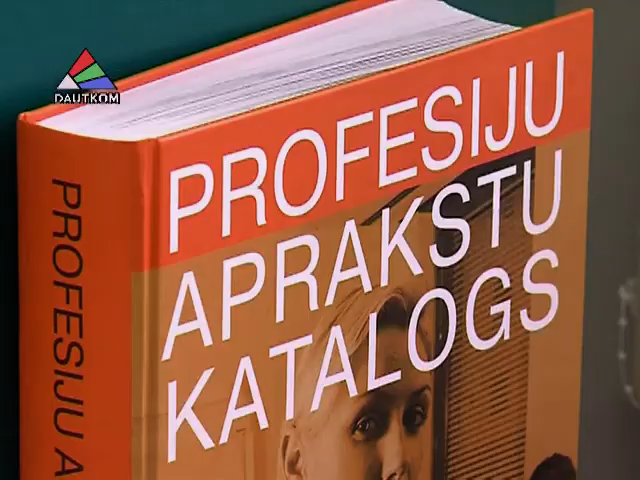 DAUTKOM
PROFESIJU
APRAKSTU
KATALOGS
PROFESIJU A